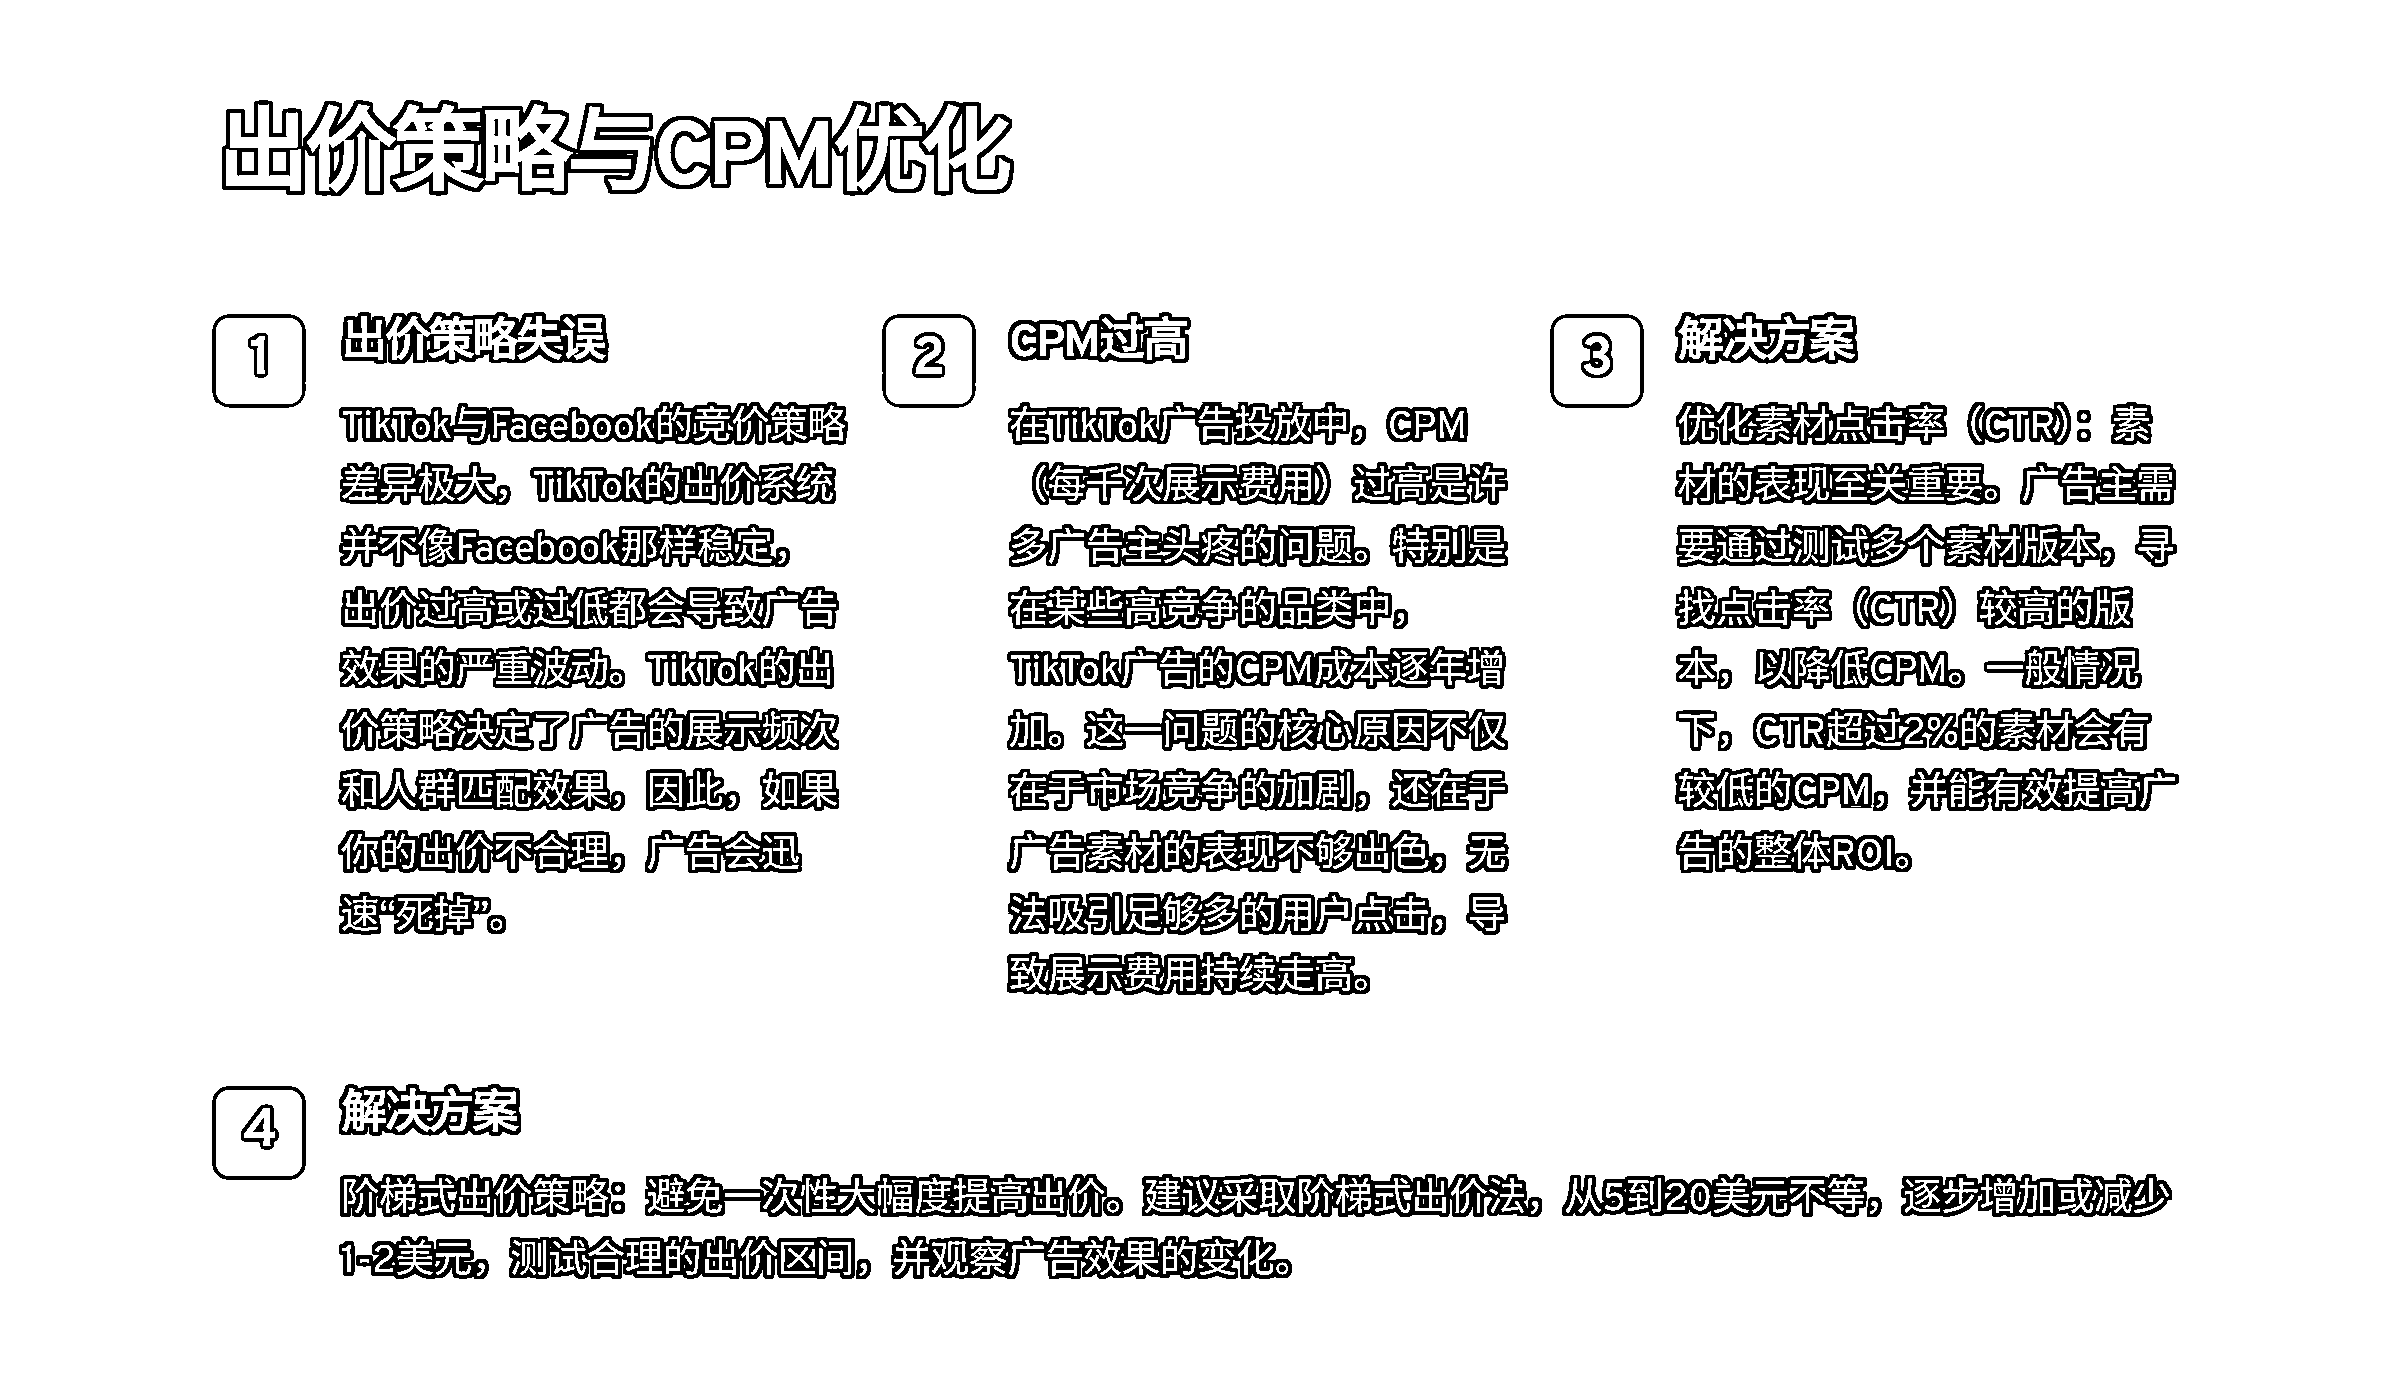 出价策略与CPM优化
1
出价策略失误
TikTok与Facebook的竞价策略
差异极大，TikTok的出价系统
并不像Facebook那样稳定，
出价过高或过低都会导致广告
效果的严重波动。TikTok的出
价策略决定了广告的展示频次
和人群匹配效果，因此，如果
你的出价不合理，广告会迅
速“死掉”。
2
CPM过高
在TikTok广告投放中，CPM
（每千次展示费用）过高是许
多广告主头疼的问题。特别是
在某些高竞争的品类中，
TikTok广告的CPM成本逐年增
加。这一问题的核心原因不仅
在于市场竞争的加剧，还在于
广告素材的表现不够出色，无
法吸引足够多的用户点击，导
致展示费用持续走高。
3
解决方案
优化素材点击率（CTR）：素
材的表现至关重要。广告主需
要通过测试多个素材版本，寻
找点击率（CTR）较高的版
本，以降低CPM。一般情况
下，CTR超过2%的素材会有
较低的CPM，并能有效提高广
告的整体ROI。
4
解决方案
阶梯式出价策略：避免一次性大幅度提高出价。建议采取阶梯式出价法，从5到20美元不等，逐步增加或减少
1-2美元，测试合理的出价区间，并观察广告效果的变化。